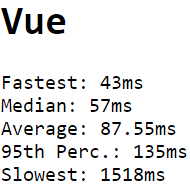 Vue
Fastest: 43ms
Median: 57ms
Average: 87.55ms
95th Perc.: 135ms
Slowest: 1518ms